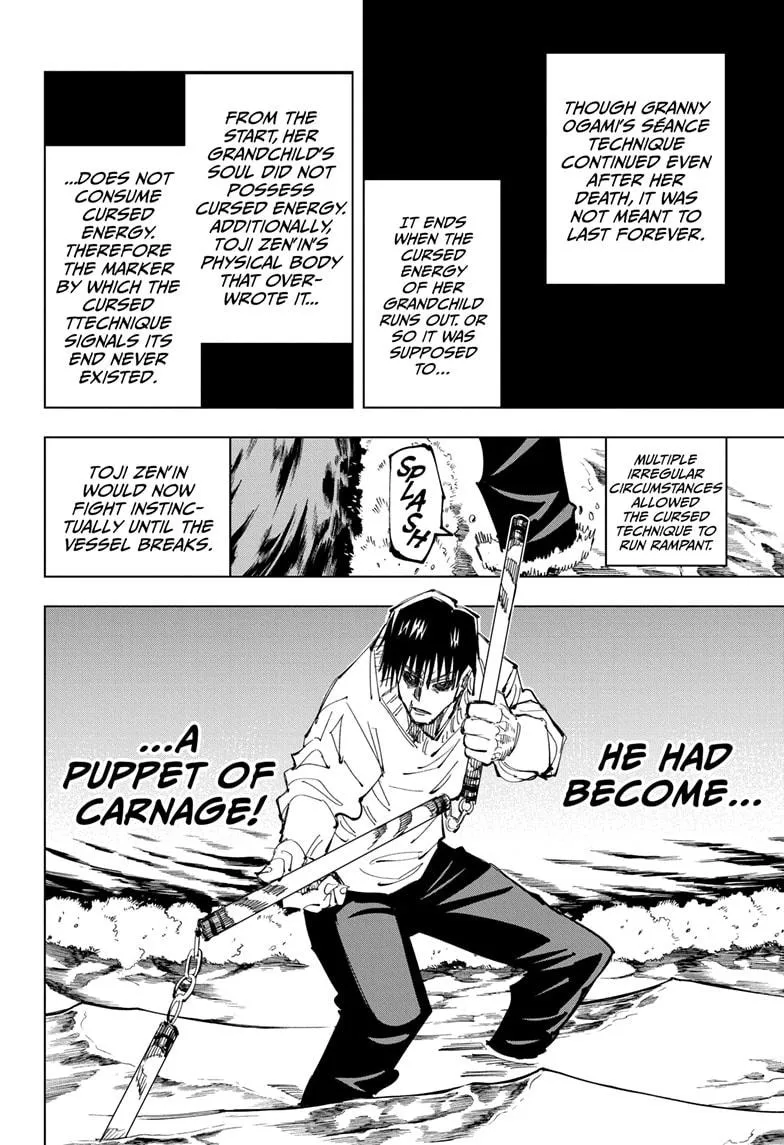 THOUGH GRANNY
OGAMI'S SÉANCE
TECHNIQUE
CONTINUED EVEN
AFTER HER
DEATH, IT WAS
NOT MEANT TO
LAST FOREVER.
IT ENDS
WHEN THE
CURSED
ENERGY
OF HER
GRANDCHILD
RUNS OUT. OR
SO IT WAS
SUPPOSED
TO...
FROM THE
START, HER
GRANDCHILD'S
SOUL DID NOT
POSSESS
CURSED ENERGY.
ADDITIONALLY,
TOJI ZEN'IN'S
PHYSICAL BODY
THAT OVER-
WROTE IT...
...DOES NOT
CONSUME
CURSED
ENERGY.
THEREFORE
THE MARKER
BY WHICH THE
CURSED
TTECHNIQUE
SIGNALS ITS
END NEVER
EXISTED.
MULTIPLE
IRREGULAR
CIRCUMSTANCES
ALLOWED
THE CURSED
TECHNIQUE TO
RUN RAMPANT.
SPLASH
TOJI ZEN'IN
WOULD NOW
FIGHT INSTINC-
TUALLY UNTIL THE
VESSEL BREAKS.
HE HAD
BECOME...
...A
PUPPET OF
CARNAGE!